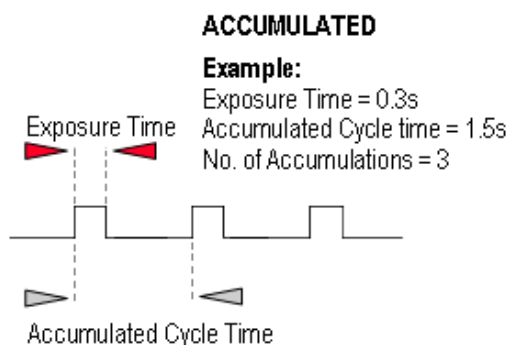 ACCUMULATED
Example:
Exposure Time = 0.3s
Accumulated Cycle time = 1.5s
No. of Accumulations = 3
Exposure Time
Accumulated Cycle Time